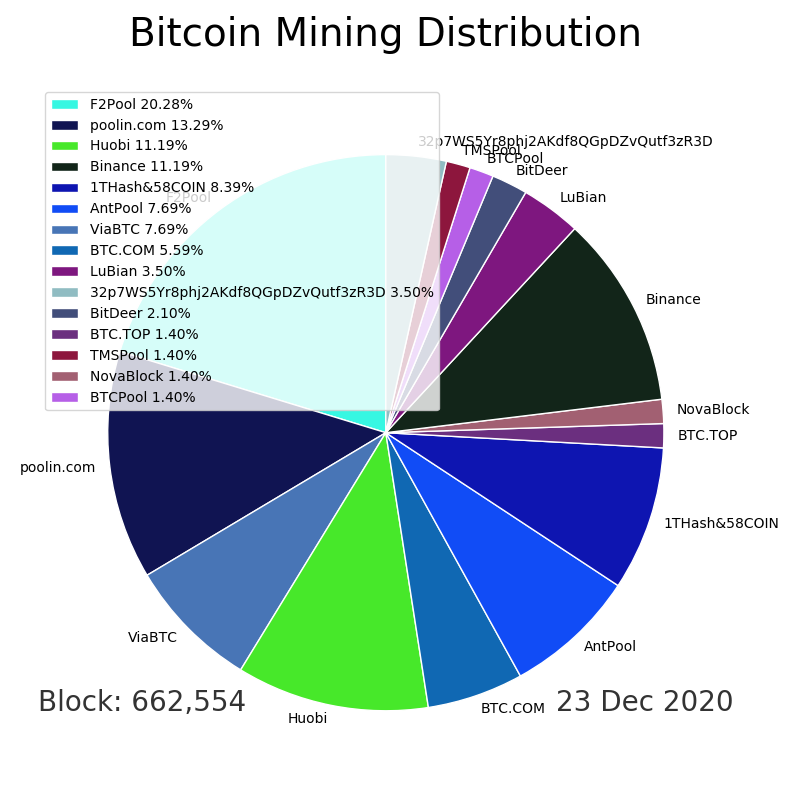 Bitcoin Mining Distribution
F2Pool 20.28%
poolin.com 13.29%
Huobi 11.19%
Binance 11.19%
1THash&58COIN 8.39%
AntPool 7.69%
ViaBTC 7.69%
BTC.COM 5.59%
LuBian 3.50%
32p7WS5Yr8phj2AKdf8QGpDZvQutf3zR3D 3.50%
BitDeer 2.10%
BTC.TOP 1.40%
TMSPool 1.40%
NovaBlock 1.40%
BTCPool 1.40%
32p7WS5Yr8phj2AKdf8QGpDZvQutf3zR3D
TMSPool
BTCPool
BitDeer
LuBian
F2Pool
Binance
NovaBlock
BTC.TOP
poolin.com
1THash&58COIN
ViaBTC
AntPool
Huobi
BTC.COM
Block: 662,554
23 Dec 2020